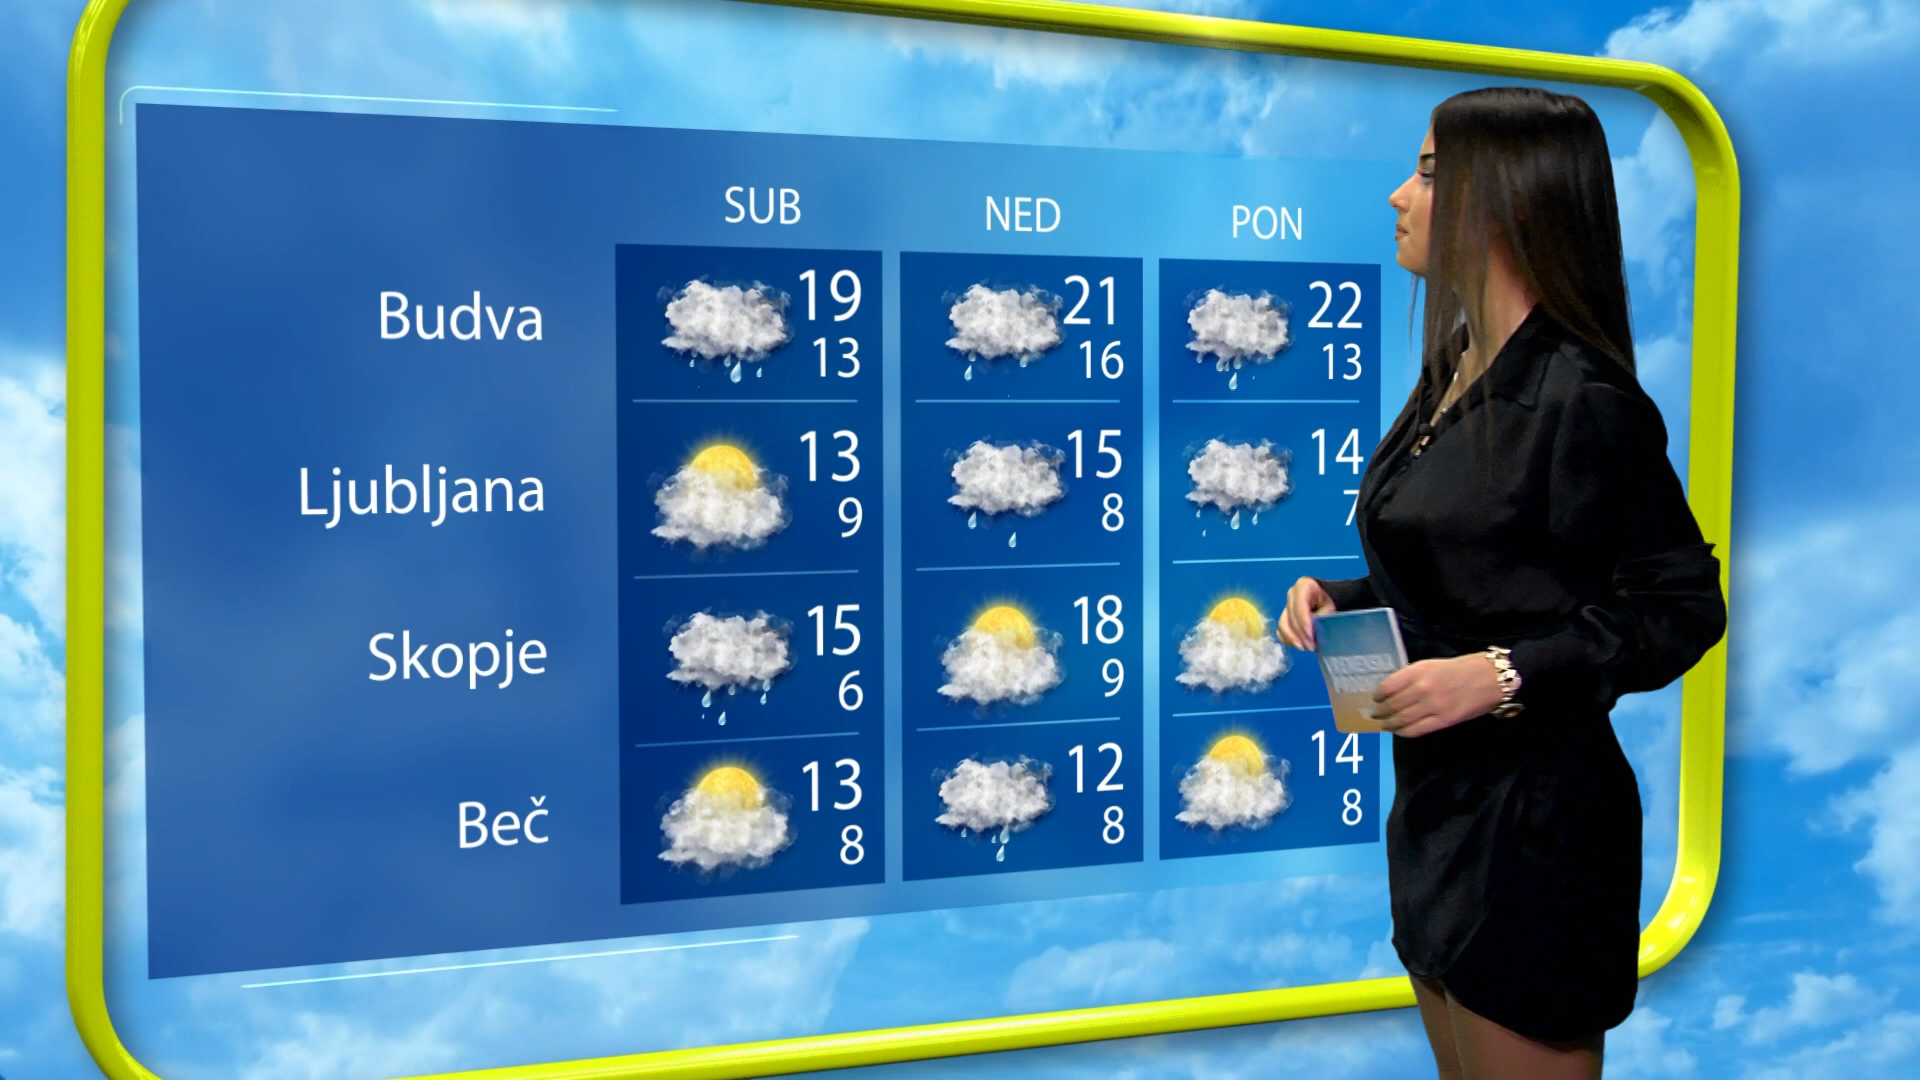 SUB NED PON
Budva 19 21 22
13 16 13
Ljubljana 13 15 14
9 8 7
Skopje 15 18
6 9
Beč 13 12 14
8 8 8